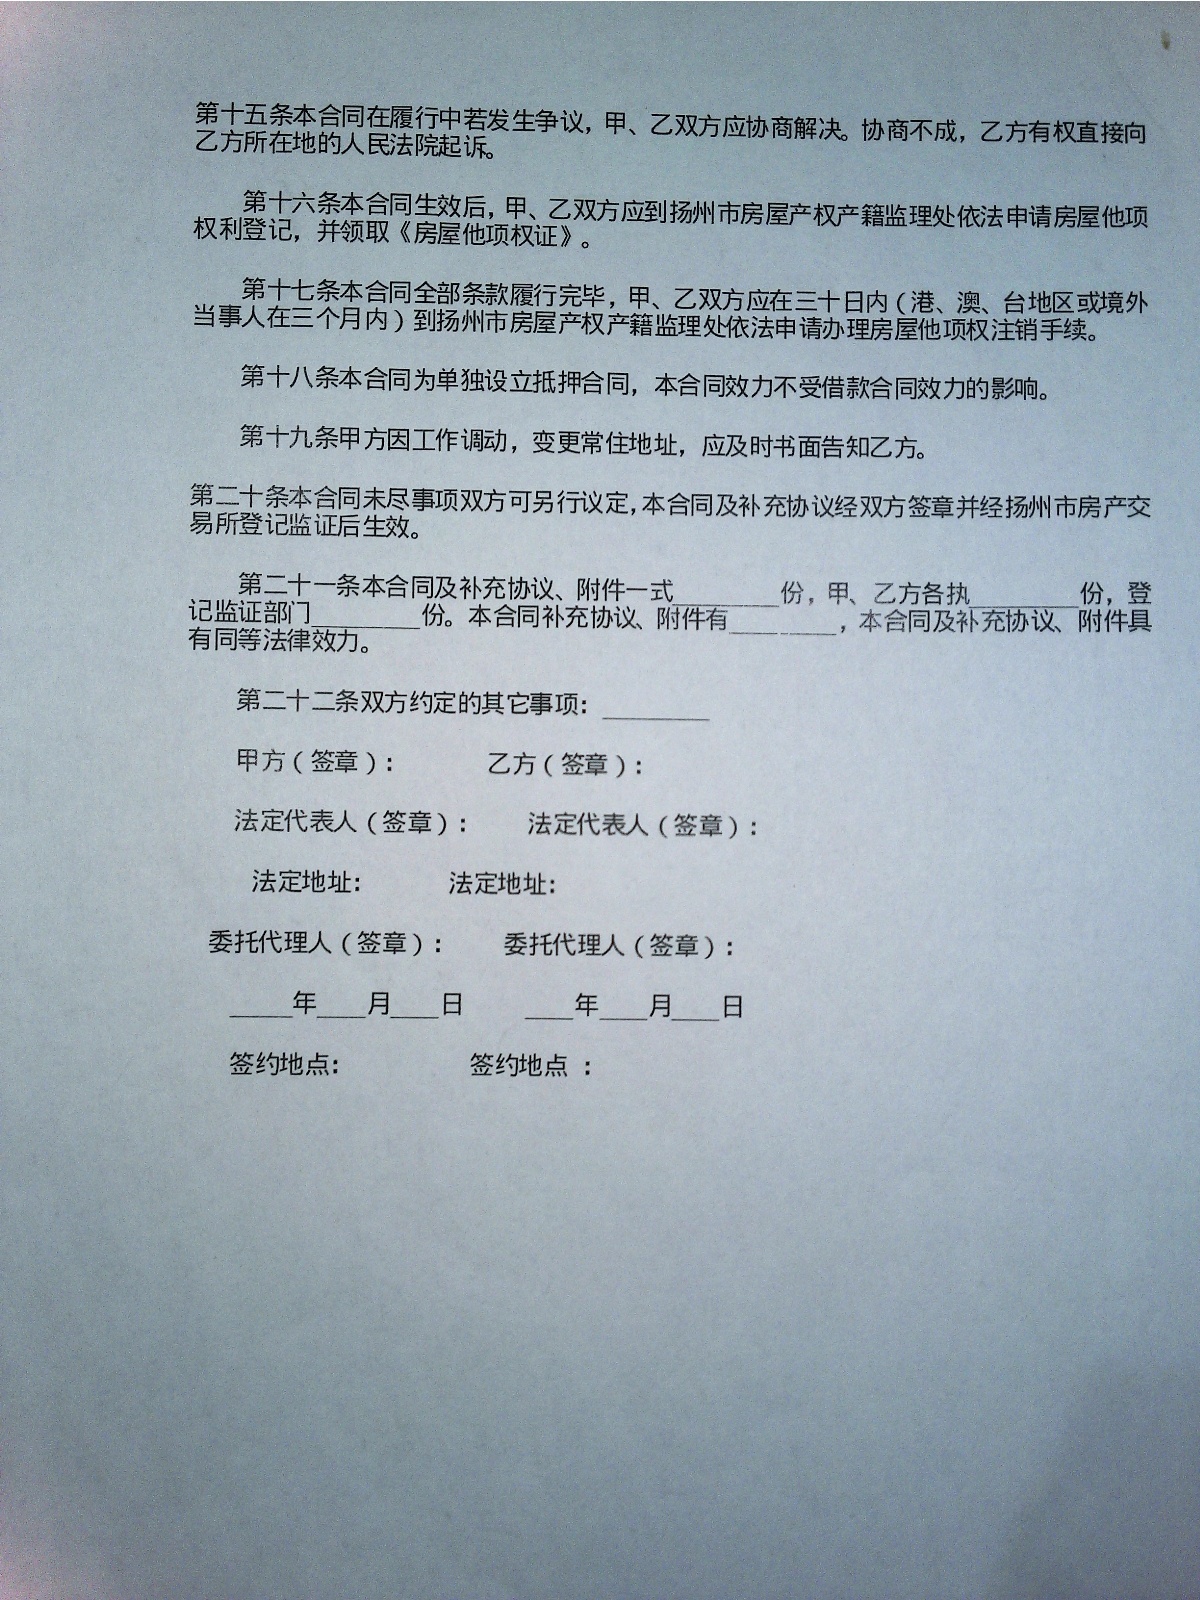 第十五条本合同在履行中若发生争议，甲、乙双方应协商解决。协商不成，乙方有权直接向
乙方所在地的人民法院起诉。
第十六条本合同生效后，甲、乙双方应到扬州市房屋产权产籍监理处依法申请房屋他项
权利登记，并领取《房屋他项权证》。
第十七条本合同全部条款履行完毕，甲、乙双方应在三十日内（港、澳、台地区或境外
当事人在三个月内）到扬州市房屋产权产籍监理处依法申请办理房屋他项权注销手续。
第十八条本合同为单独设立抵押合同，本合同效力不受借款合同效力的影响。
第十九条甲方因工作调动，变更常住地址，应及时书面告知乙方。
第二十条本合同未尽事项双方可另行议定，本合同及补充协议经双方签章并经扬州市房产交
易所登记监证后生效。
第二十一条本合同及补充协议、附件一式_________份，甲、乙方各执_________份，登
记监证部门_________份。本合同补充协议、附件有____ _____，本合同及补充协议、附件具
有同等法律效力。
第二十二条双方约定的其它事项：_________
甲方（签章）： 乙方（签章）：
法定代表人（签章）： 法定代表人（签章）：
法定地址： 法定地址：
委托代理人（签章）： 委托代理人（签章）：
_____年____月____日 ____年____月____日
签约地点： 签约地点 ：